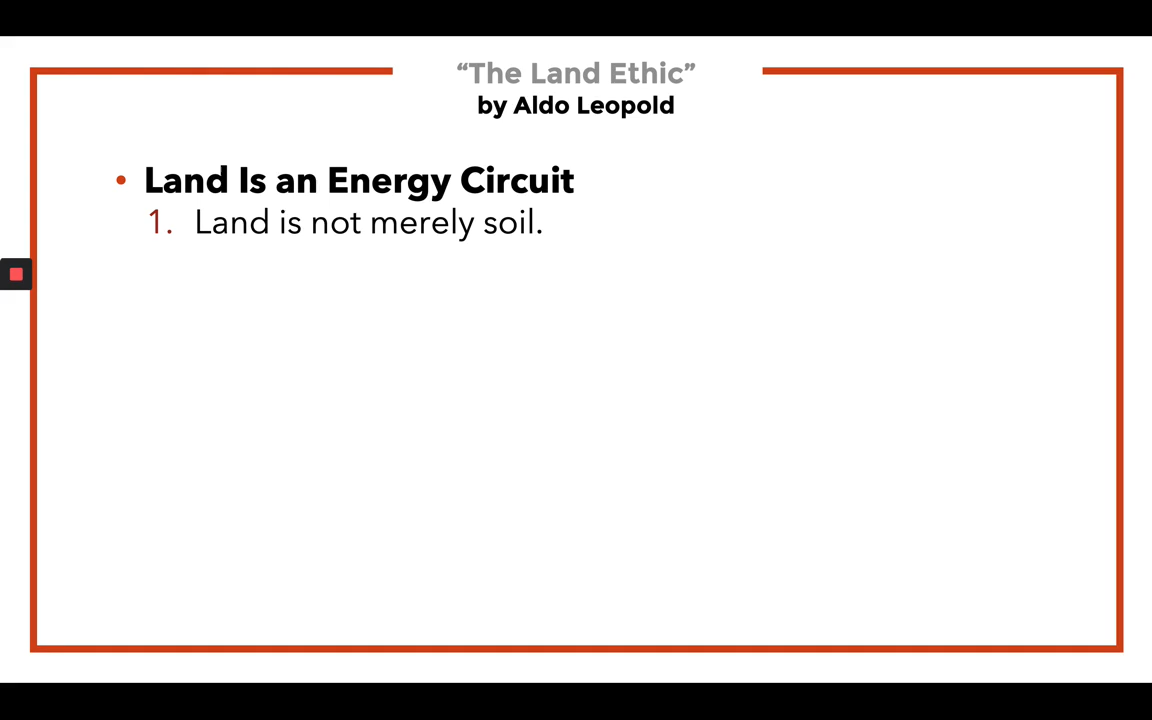 “The Land Ethic”
by Aldo Leopold
• Land Is an Energy Circuit
1. Land is not merely soil.